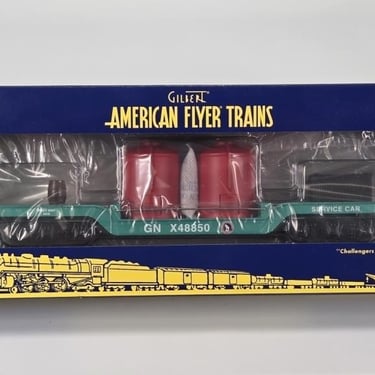 GILBERT
AMERICAN FLYER TRAINS
SERVICE CAR
GN X48850
"Challengers